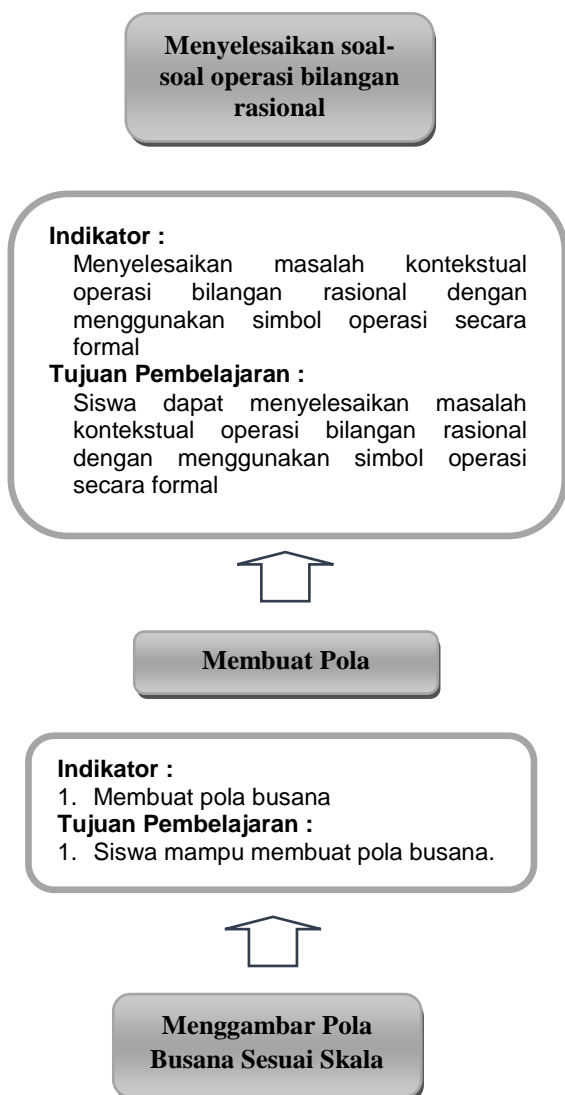 Menyelesaikan soal-
soal operasi bilangan
rasional
Indikator :
Menyelesaikan masalah kontekstual
operasi bilangan rasional dengan
menggunakan simbol operasi secara
formal
Tujuan Pembelajaran :
Siswa dapat menyelesaikan masalah
kontekstual operasi bilangan rasional
dengan menggunakan simbol operasi
secara formal
Membuat Pola
Indikator :
1. Membuat pola busana
Tujuan Pembelajaran :
1. Siswa mampu membuat pola busana.
Menggambar Pola
Busana Sesuai Skala